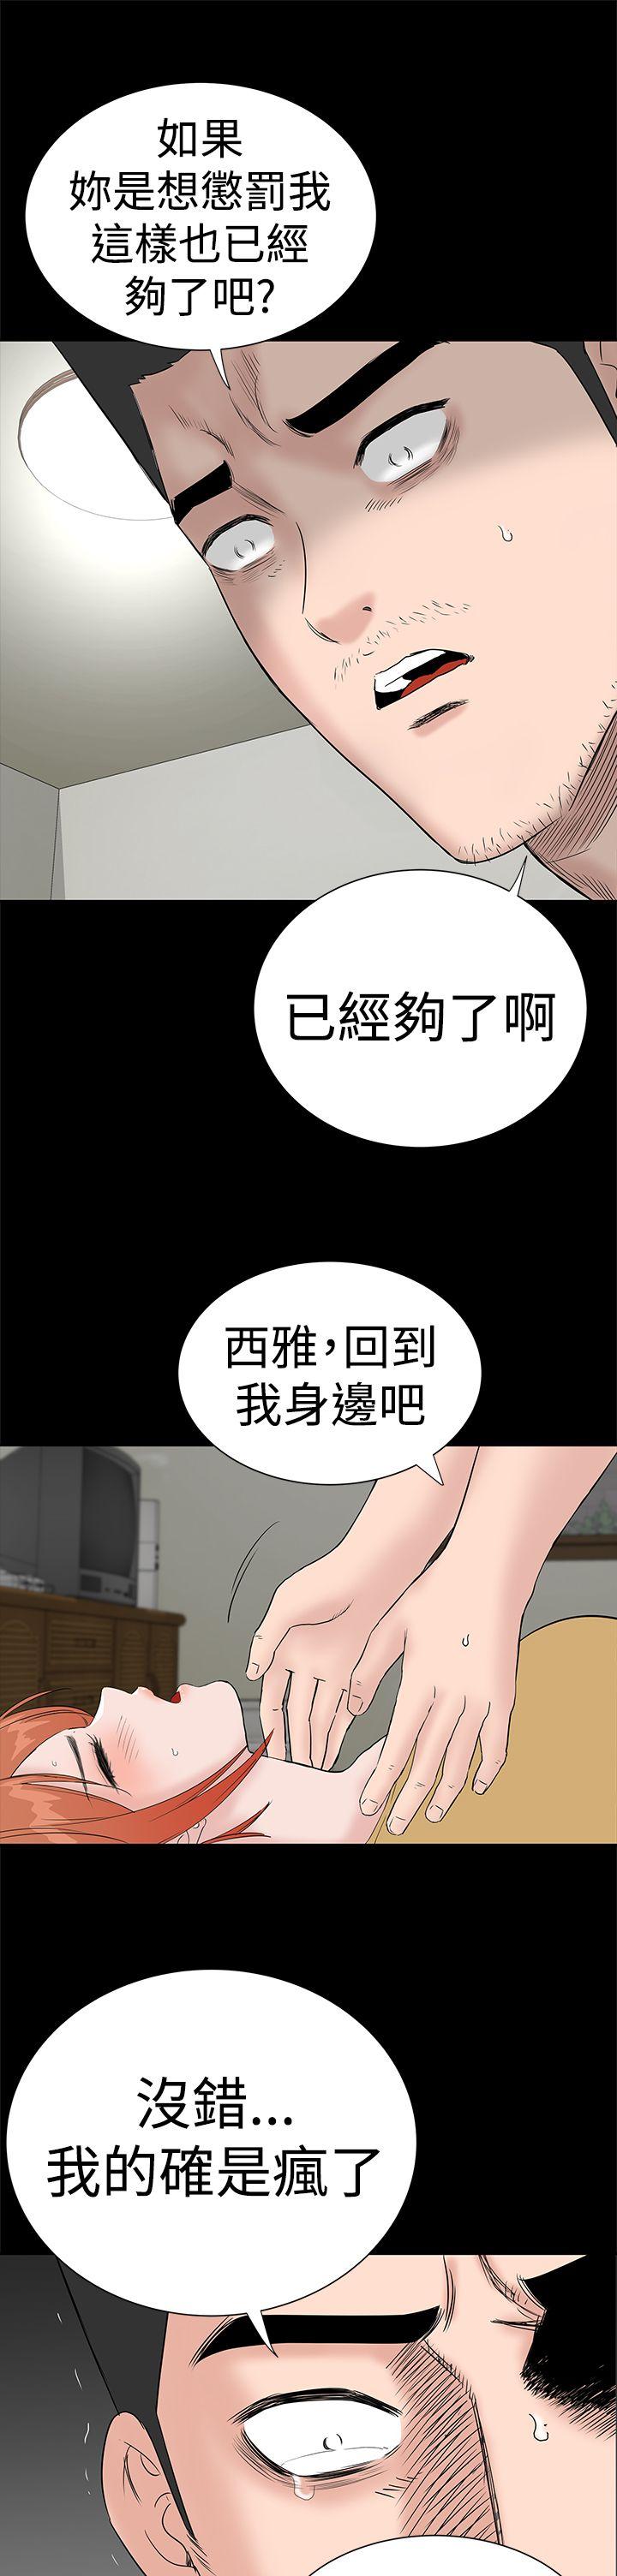 如果
妳是想懲罰我
這樣也已經
夠了吧?
已經夠了啊
西雅,回到
我身邊吧
沒錯...
我的確是瘋了